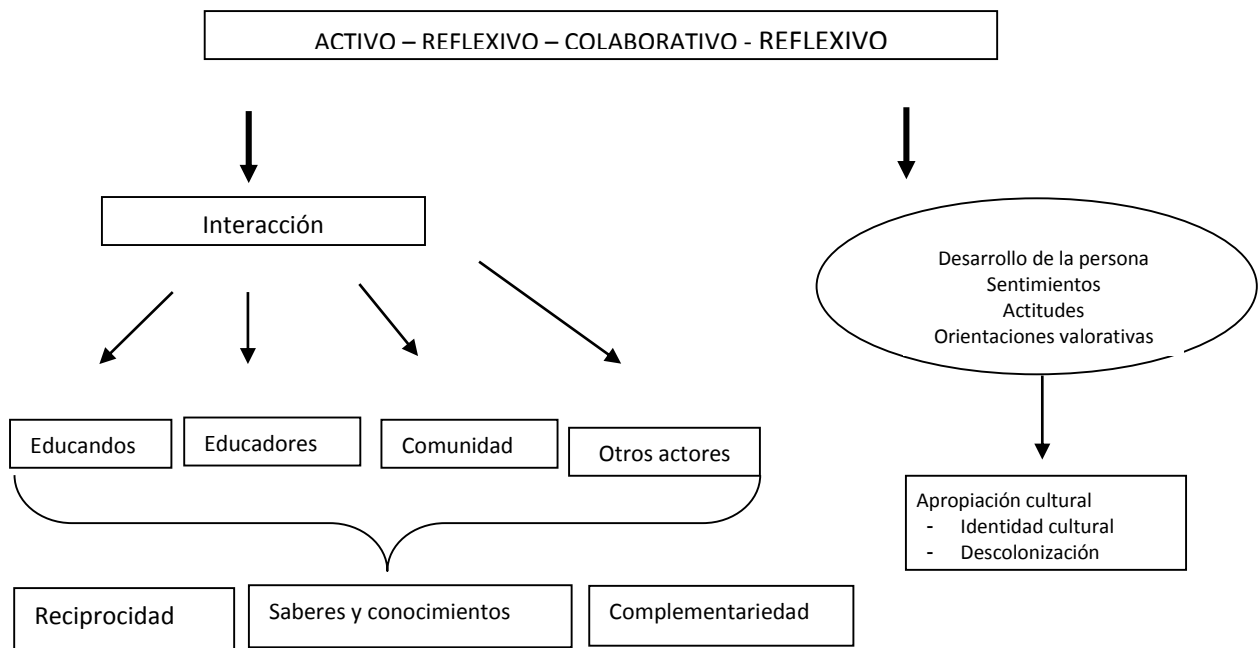 ACTIVO – REFLEXIVO – COLABORATIVO - REFLEXIVO
Interacción
Desarrollo de la persona
Sentimientos
Actitudes
Orientaciones valorativas
Educandos
Educadores
Comunidad
Otros actores
Apropiación cultural
- Identidad cultural
- Descolonización
Reciprocidad
Saberes y conocimientos
Complementariedad